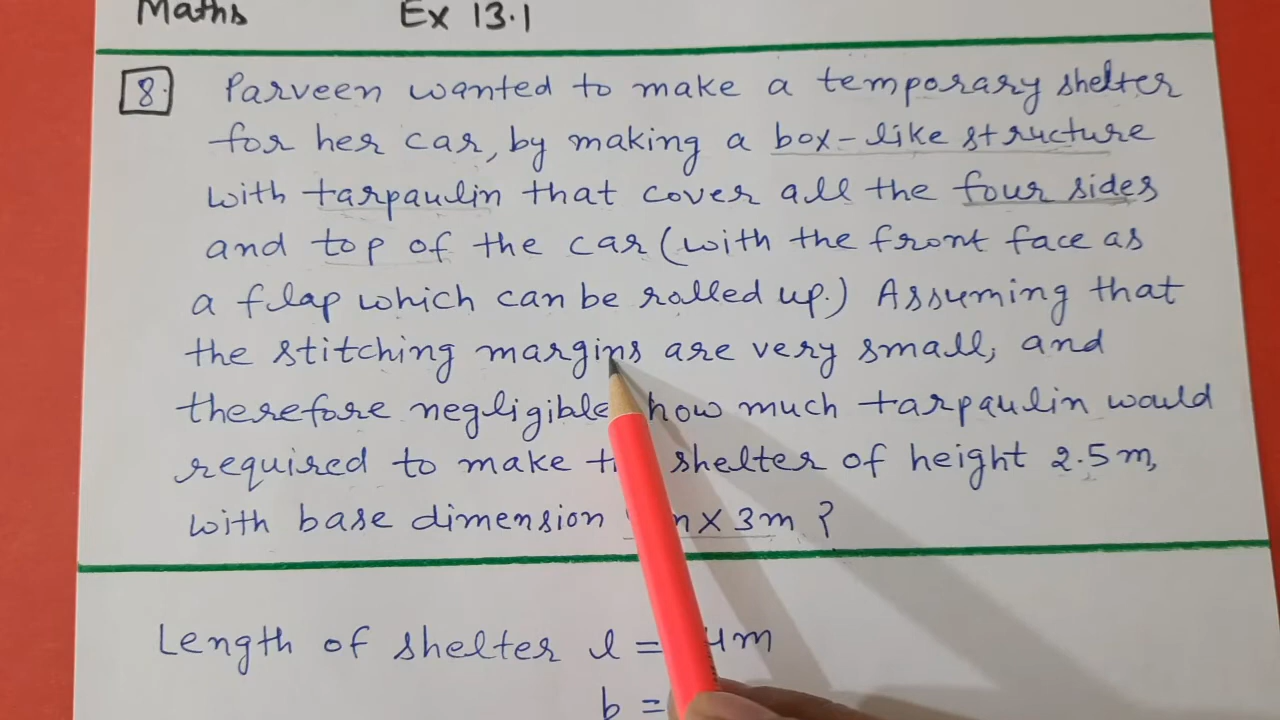 Maths Ex 13.1
8. Parveen wanted to make a temporary shelter
for her car, by making a box-like structure
with tarpaulin that cover all the four sides
and top of the car (with the front face as
a flap which can be rolled up.) Assuming that
the stitching margins are very small, and
therefore negligible how much tarpaulin would
required to make shelter of height 2.5m,
with base dimension × 3m ?
Length of shelter l = 4m
b =